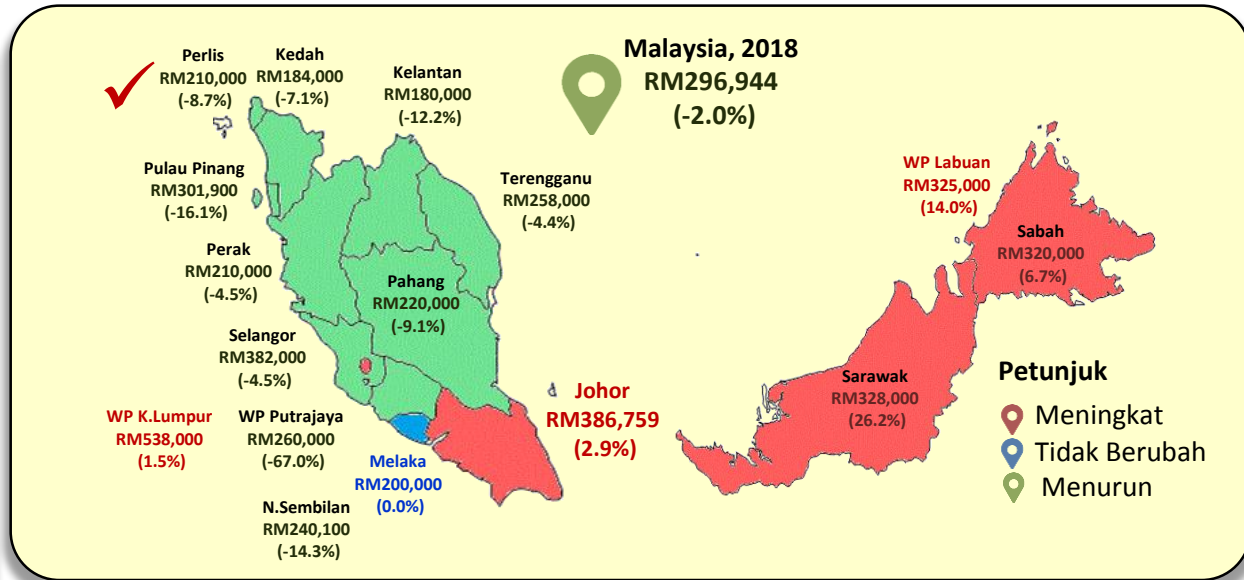 Malaysia, 2018
RM296,944
(-2.0%)
Perlis
RM210,000
(-8.7%)
Kedah
RM184,000
(-7.1%)
Kelantan
RM180,000
(-12.2%)
Pulau Pinang
RM301,900
(-16.1%)
Terengganu
RM258,000
(-4.4%)
Perak
RM210,000
(-4.5%)
Pahang
RM220,000
(-9.1%)
Selangor
RM382,000
(-4.5%)
WP K.Lumpur
RM538,000
(1.5%)
WP Putrajaya
RM260,000
(-67.0%)
Melaka
RM200,000
(0.0%)
N.Sembilan
RM240,100
(-14.3%)
Johor
RM386,759
(2.9%)
WP Labuan
RM325,000
(14.0%)
Sabah
RM320,000
(6.7%)
Sarawak
RM328,000
(26.2%)
Petunjuk
Meningkat
Tidak Berubah
Menurun